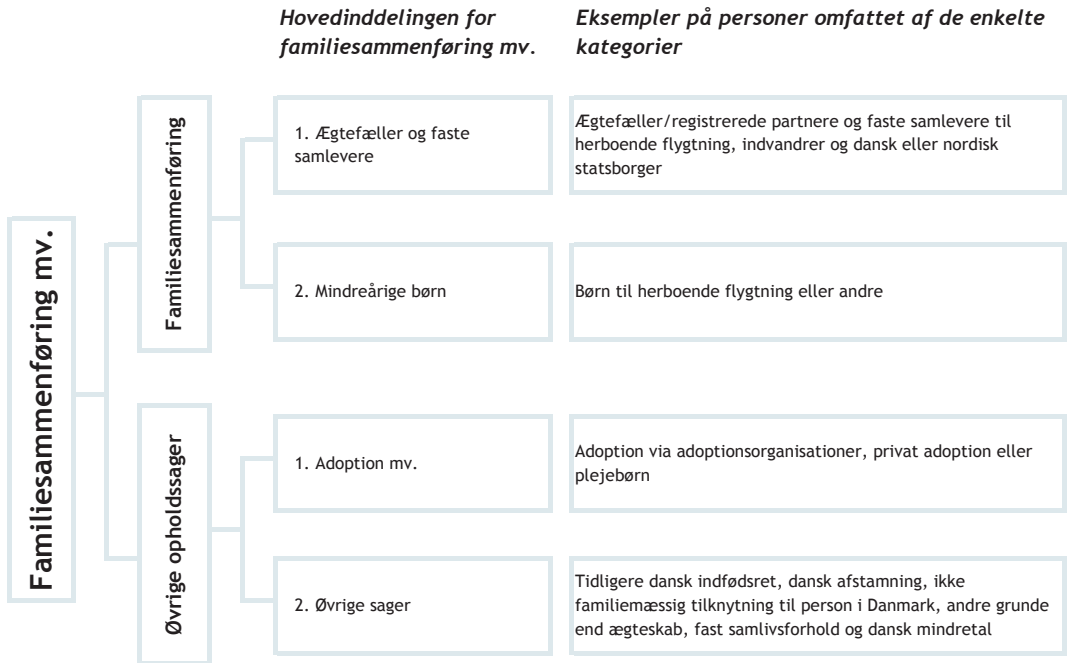 Hovedinddelingen for
familiesammenføring mv.
Eksempler på personer omfattet af de enkelte
kategorier
Familiesammenføring mv.
Familiesammenføring
1. Ægtefæller og faste
samlevere
Ægtefæller/registrerede partnere og faste samlevere til
herboende flygtning, indvandrer og dansk eller nordisk
statsborger
2. Mindreårige børn
Børn til herboende flygtning eller andre
Øvrige opholdssager
1. Adoption mv.
Adoption via adoptionsorganisationer, privat adoption eller
plejebørn
2. Øvrige sager
Tidligere dansk indfødsret, dansk afstamning, ikke
familiemæssig tilknytning til person i Danmark, andre grunde
end ægteskab, fast samlivsforhold og dansk mindretal